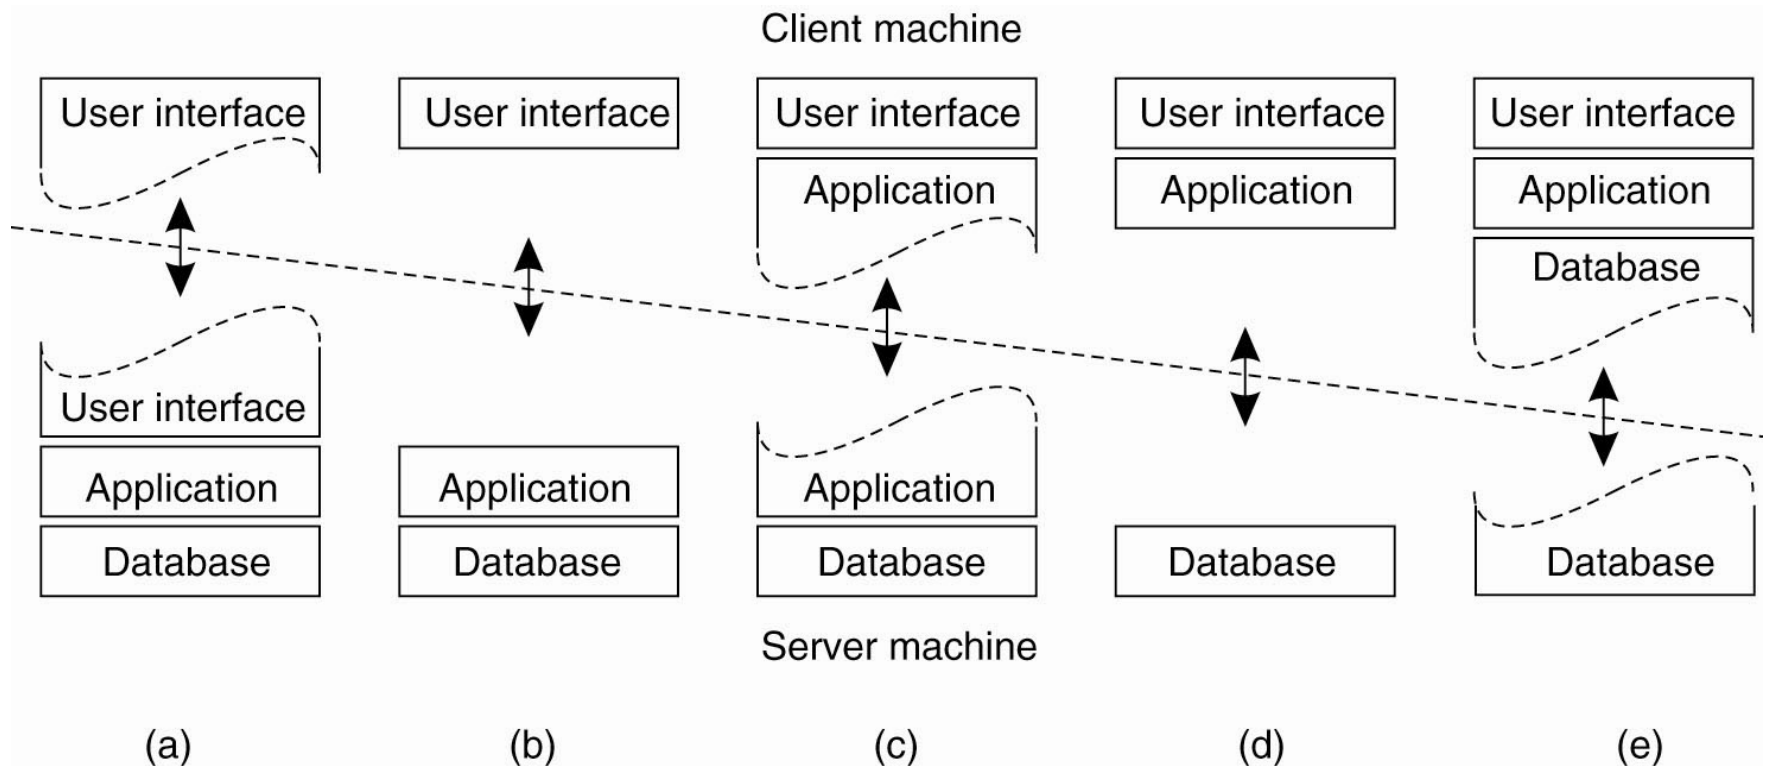 Client machine
User interface User interface User interface User interface User interface
Application Application Application
Database
User interface
Application Application Application
Database Database Database Database Database
Server machine
(a) (b) (c) (d) (e)